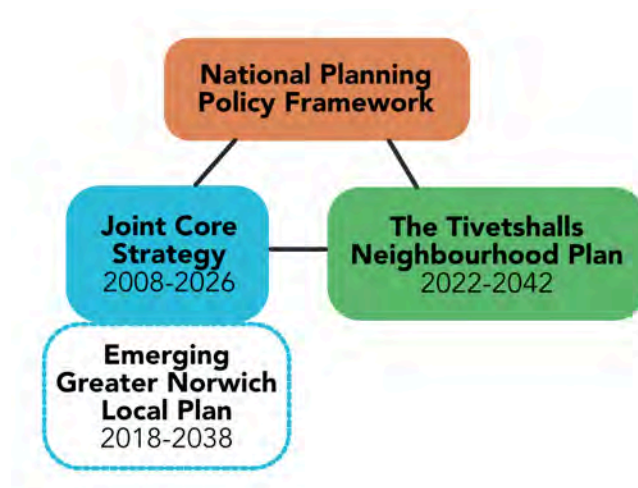 National Planning
Policy Framework
Joint Core
Strategy
2008-2026
The Tivetshalls
Neighbourhood Plan
2022-2042
Emerging
Greater Norwich
Local Plan
2018-2038